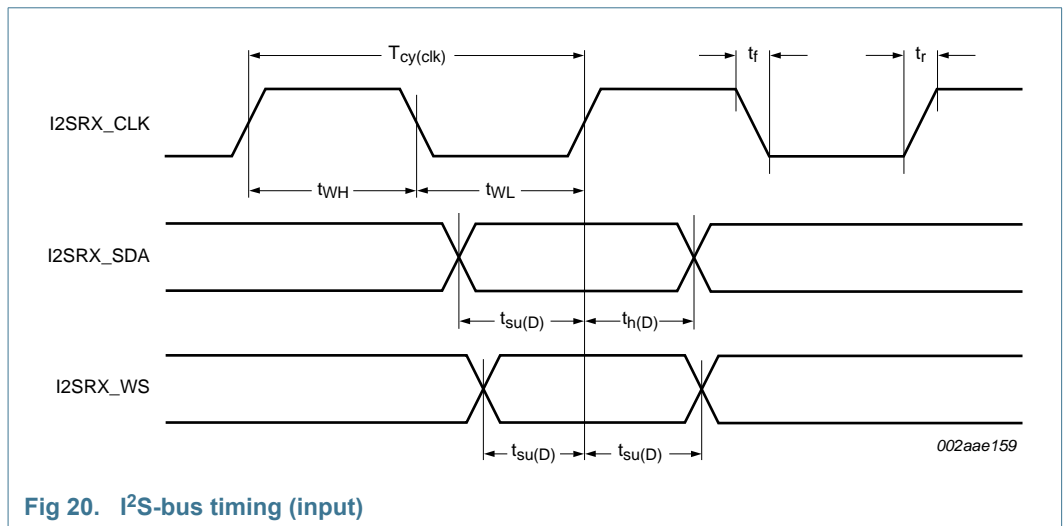 Tcy(clk) tf tr
I2SRX_CLK
tWH tWL
I2SRX_SDA
tsu(D) th(D)
I2SRX_WS
tsu(D) tsu(D)
002aae159
Fig 20. I²S-bus timing (input)